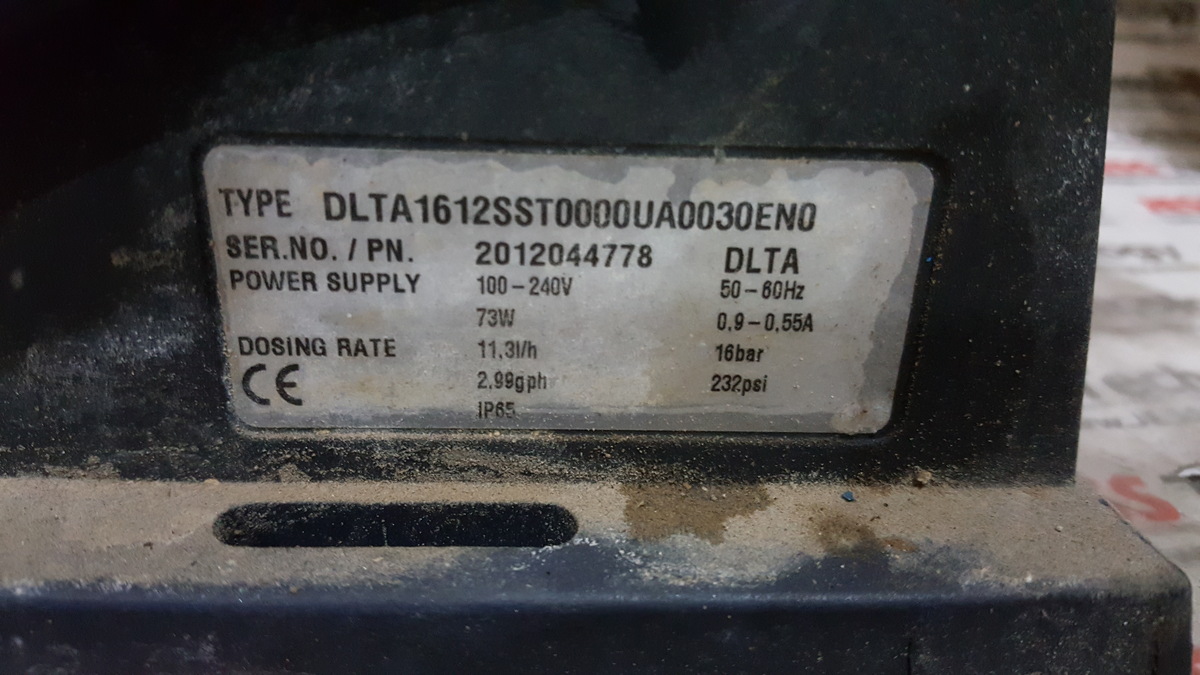 TYPE DLTA1612SST0000UA0030EN0
SER.NO. / PN. 2012044778 DLTA
POWER SUPPLY 100-240V 50-60Hz
73W 0,9-0,55A
DOSING RATE 11,3l/h 16bar
CE 2,99gph 232psi
IP65